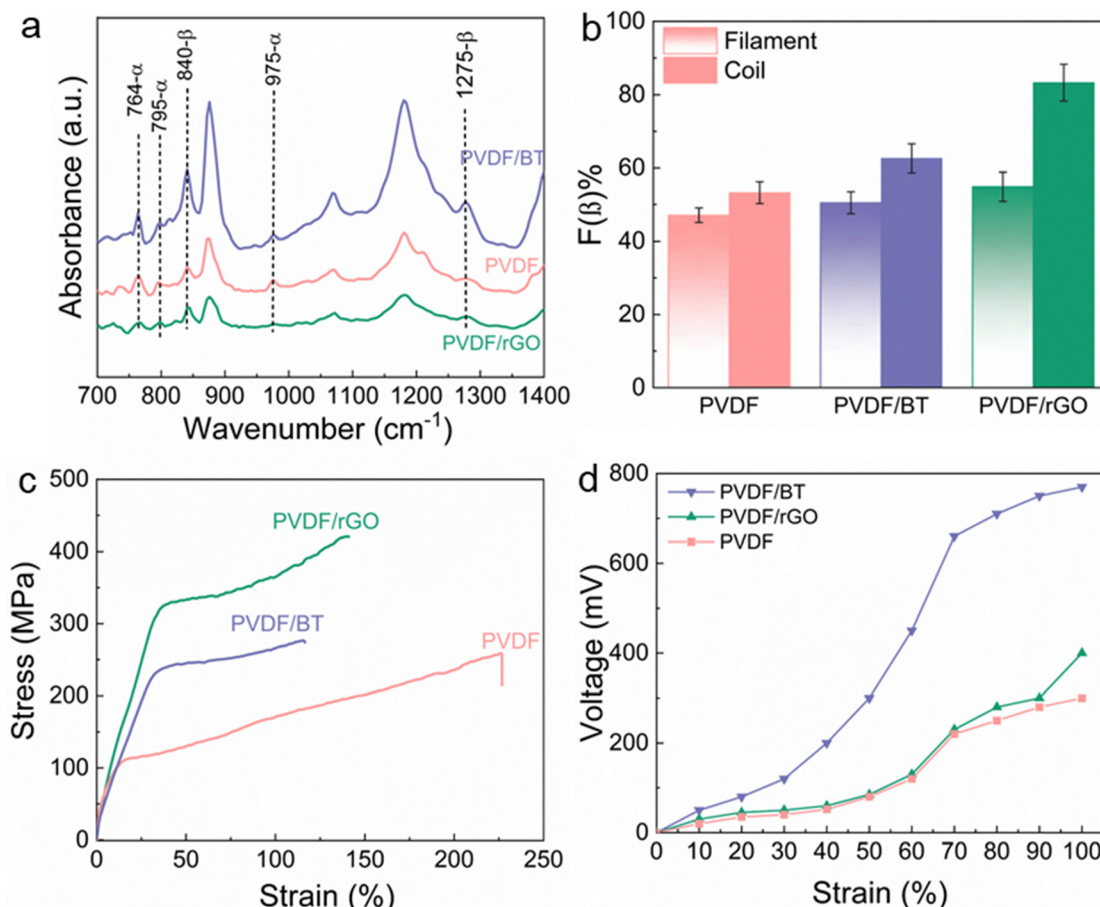 a
764-α
795-α
840-β
975-α
1275-β
PVDF/BT
PVDF
PVDF/rGO
Absorbance (a.u.)
700 800 900 1000 1100 1200 1300 1400
Wavenumber (cm⁻¹)
b
Filament
Coil
F(ß)%
100
80
60
40
20
0
PVDF PVDF/BT PVDF/rGO
c
PVDF/rGO
PVDF/BT
PVDF
Stress (MPa)
500
400
300
200
100
0
0 50 100 150 200 250
Strain (%)
d
PVDF/BT
PVDF/rGO
PVDF
Voltage (mV)
800
600
400
200
0
0 10 20 30 40 50 60 70 80 90 100
Strain (%)